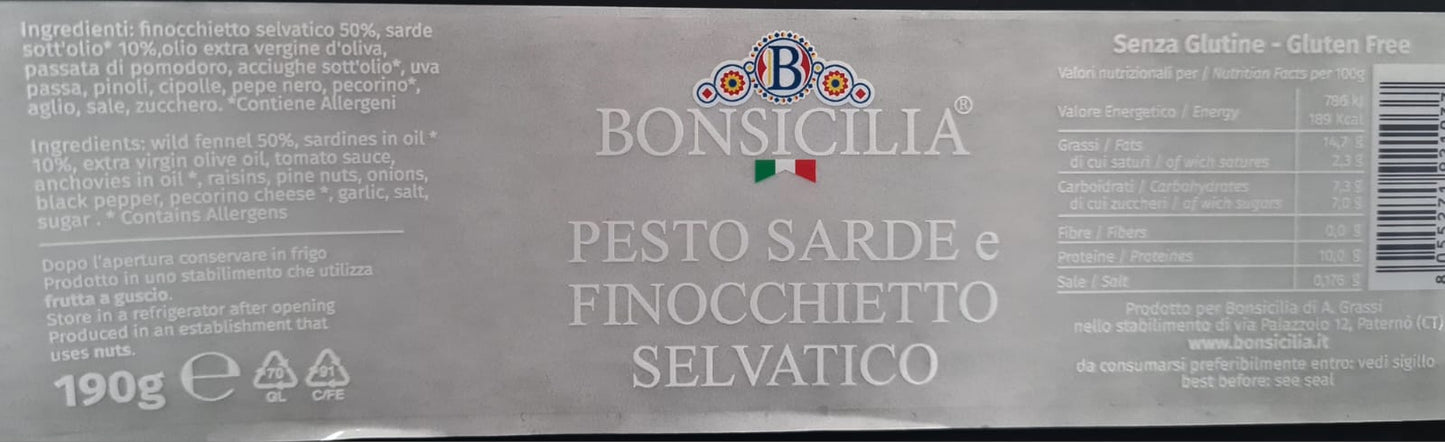 Ingredienti: finocchietto selvatico 50%, sarde
sott'olio* 10%,olio extra vergine d'oliva,
passata di pomodoro, acciughe sott'olio*, uva
passa, pinoli, cipolle, pepe nero, pecorino*,
aglio, sale, zucchero. *Contiene Allergeni
Ingredients: wild fennel 50%, sardines in oil *
10%, extra virgin olive oil, tomato sauce,
anchovies in oil *, raisins, pine nuts, onions,
black pepper, pecorino cheese *, garlic, salt,
sugar . * Contains Allergens
Dopo l'apertura conservare in frigo
Prodotto in uno stabilimento che utilizza
frutta a guscio.
Store in a refrigerator after opening
Produced in an establishment that
uses nuts.
190g e 70 91
GL C/FE
B
BONSICILIA®
PESTO SARDE e
FINOCCHIETTO
SELVATICO
Senza Glutine - Gluten Free
Valori nutrizionali per / Nutrition Facts per 100g
Valore Energetico / Energy 786 kj
189 Kcal
Grassi / Fats 14,7 g
di cui saturi / of wich satures 2,3 g
Carboidrati / Carbohydrates 7,3 g
di cui zuccheri / of wich sugars 7,0 g
Fibre / Fibers 0,0 g
Proteine / Proteines 10,0 g
Sale / Salt 0,176 g
Prodotto per Bonsicilia di A. Grassi
nello stabilimento di via Palazzolo 12, Paternò (CT)
www.bonsicilia.it
da consumarsi preferibilmente entro: vedi sigillo
best before: see seal